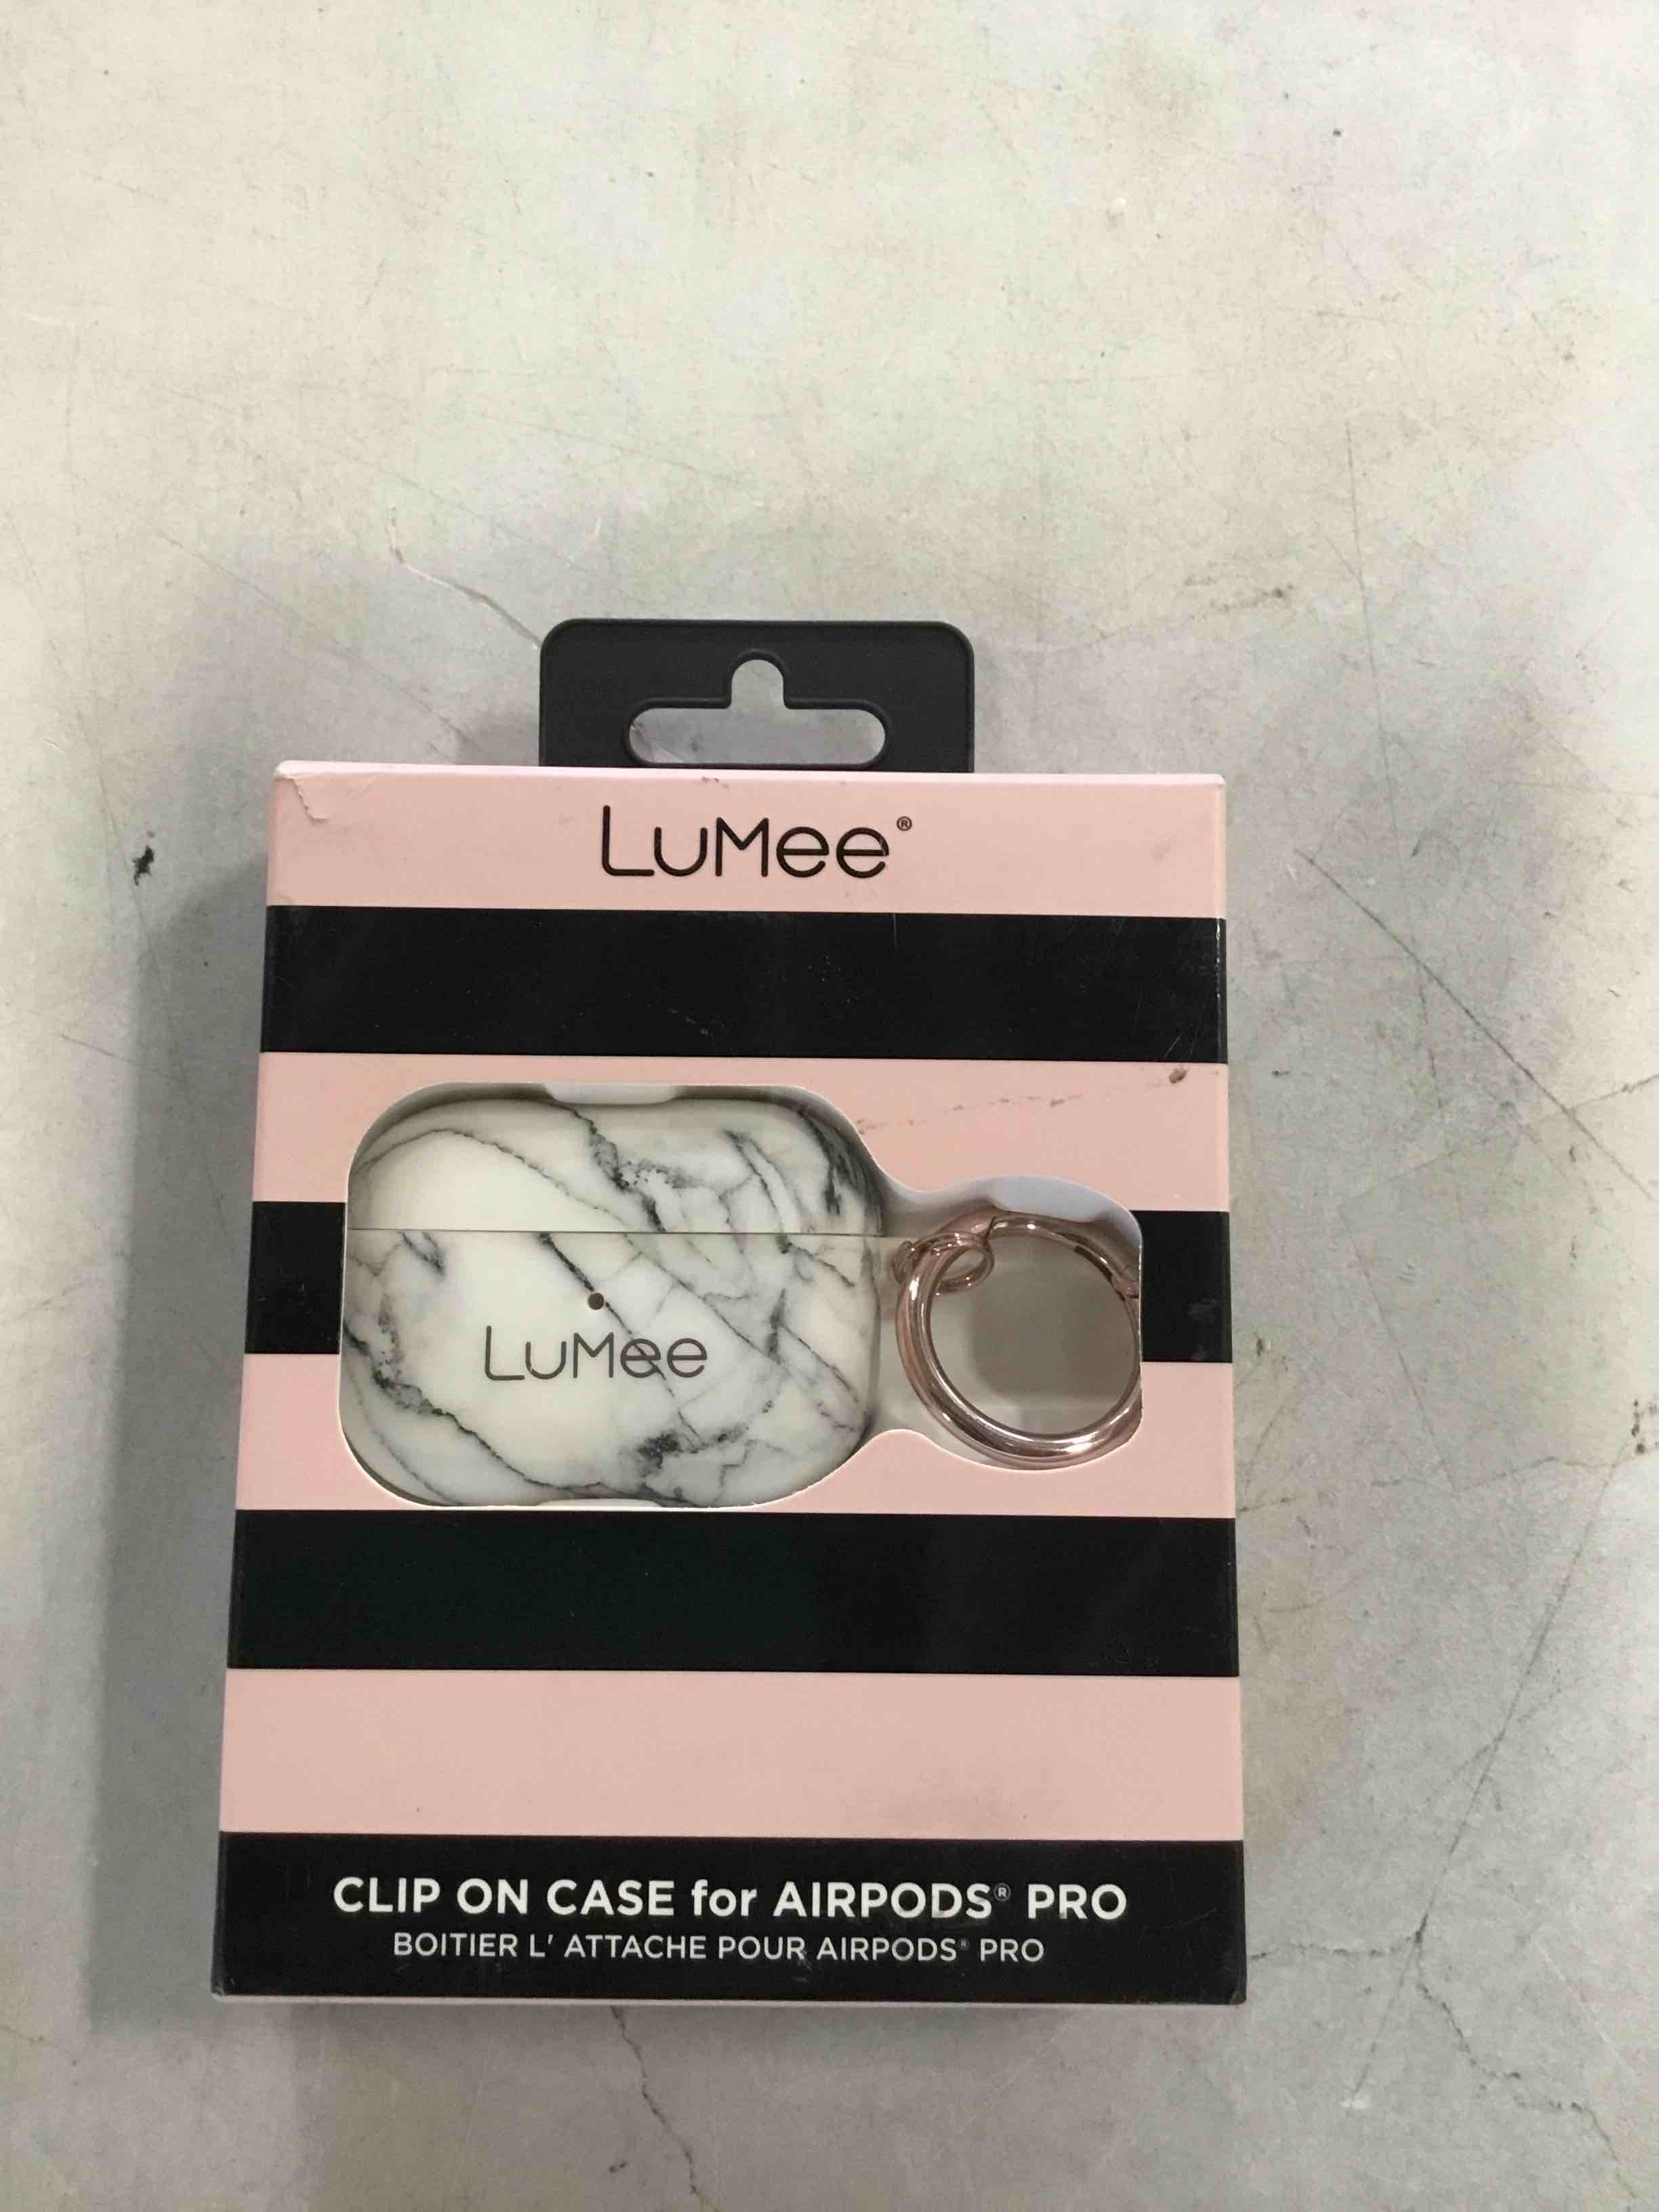 LuMee®
LuMee
CLIP ON CASE for AIRPODS® PRO
BOITIER L' ATTACHE POUR AIRPODS® PRO